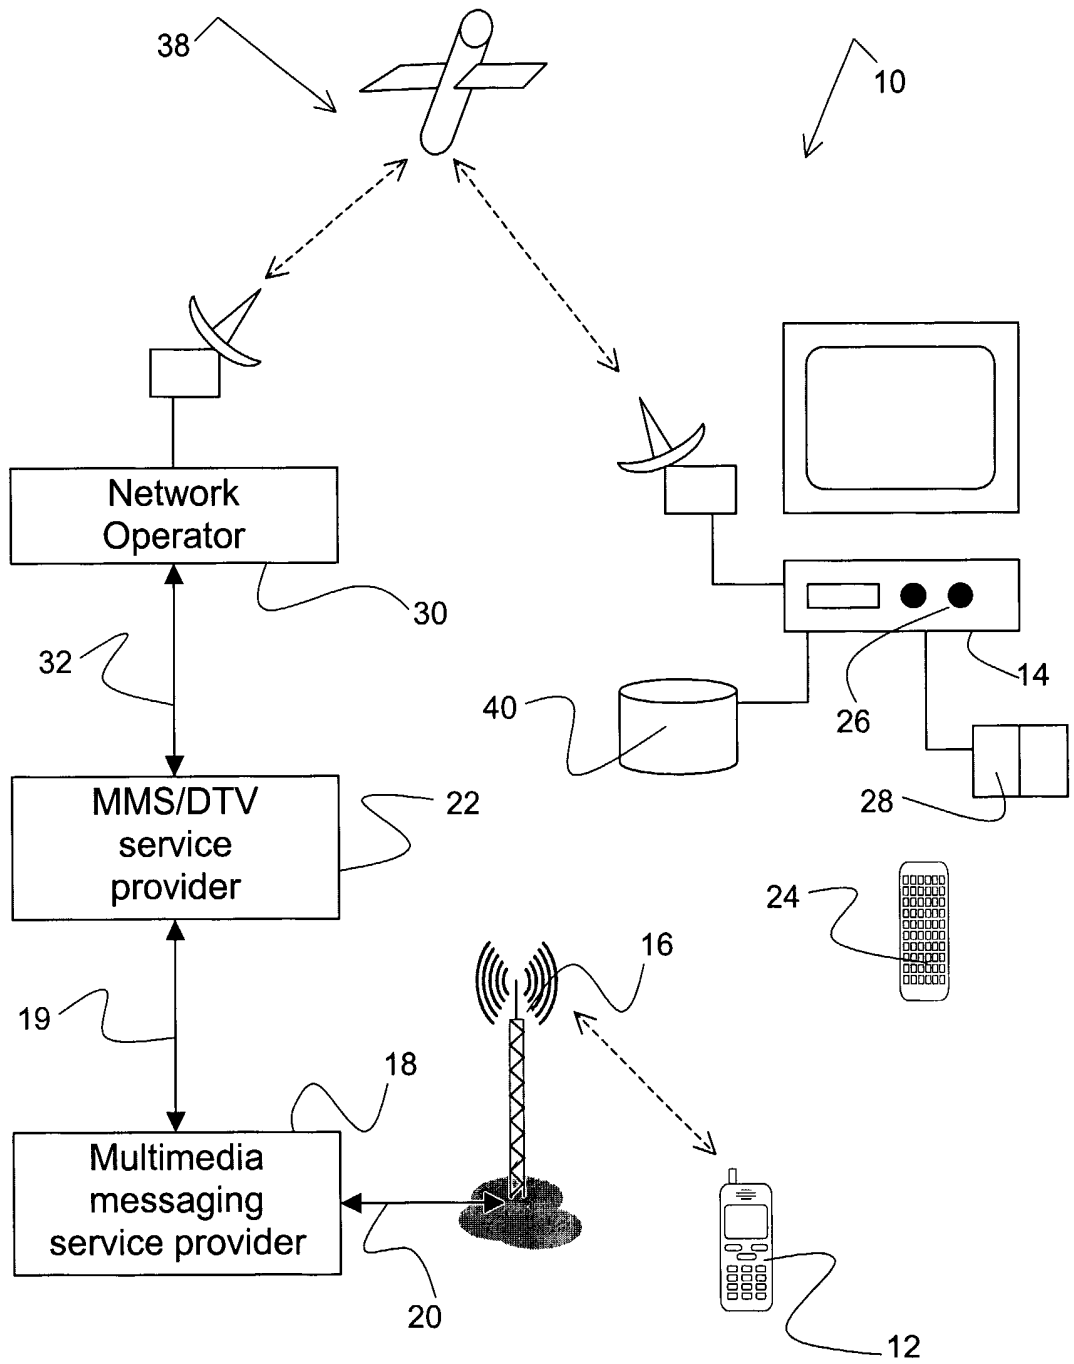 38
10
Network
Operator
30
32
14
26
40
28
MMS/DTV
service
provider
22
24
16
19
18
Multimedia
messaging
service provider
20
12